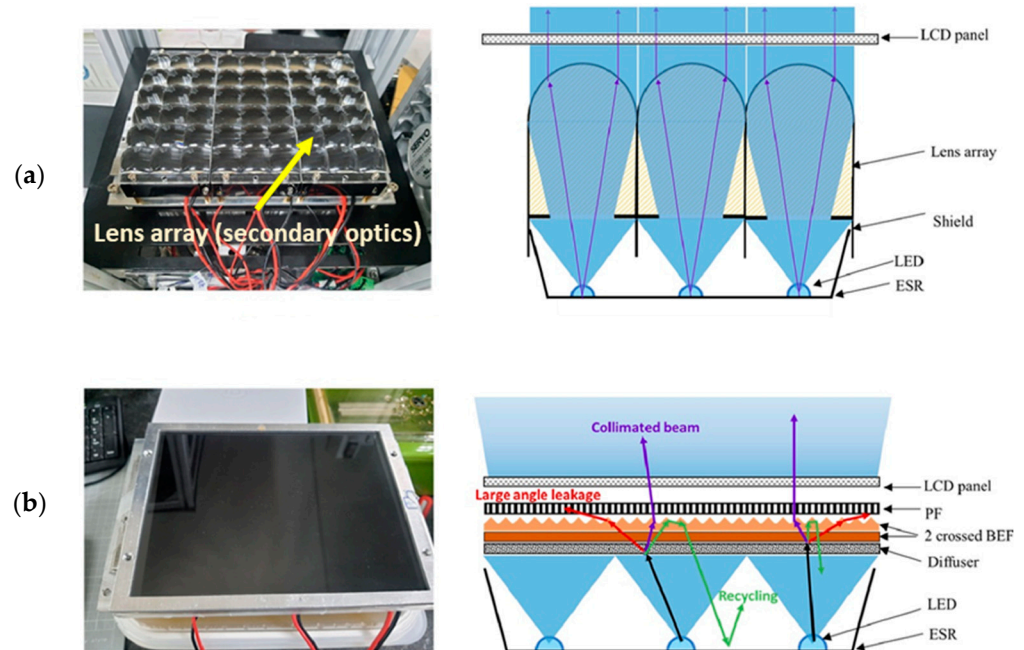 (a)
Lens array (secondary optics)
LCD panel
Lens array
Shield
LED
ESR
(b)
Collimated beam
Large angle leakage
LCD panel
PF
2 crossed BEF
Diffuser
Recycling
LED
ESR